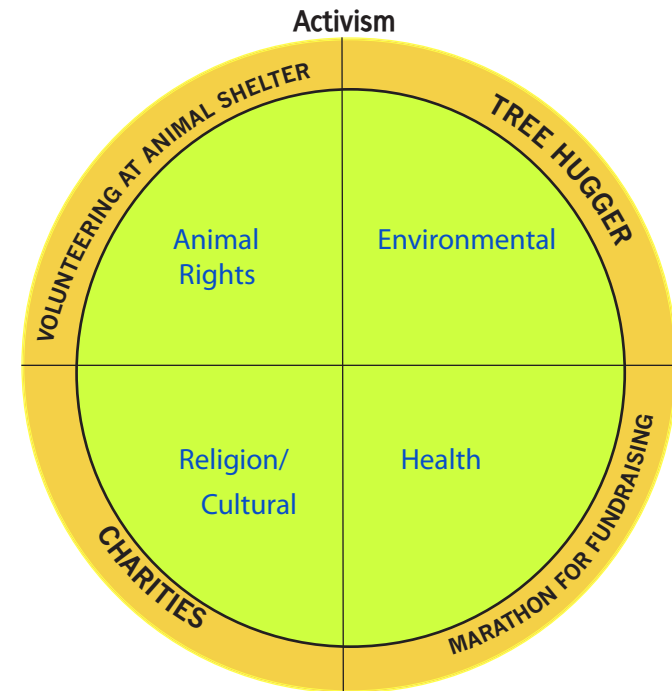 Activism
VOLUNTEERING AT ANIMAL SHELTER
TREE HUGGER
Animal
Rights
Environmental
Religion/
Cultural
Health
CHARITIES
MARATHON FOR FUNDRAISING